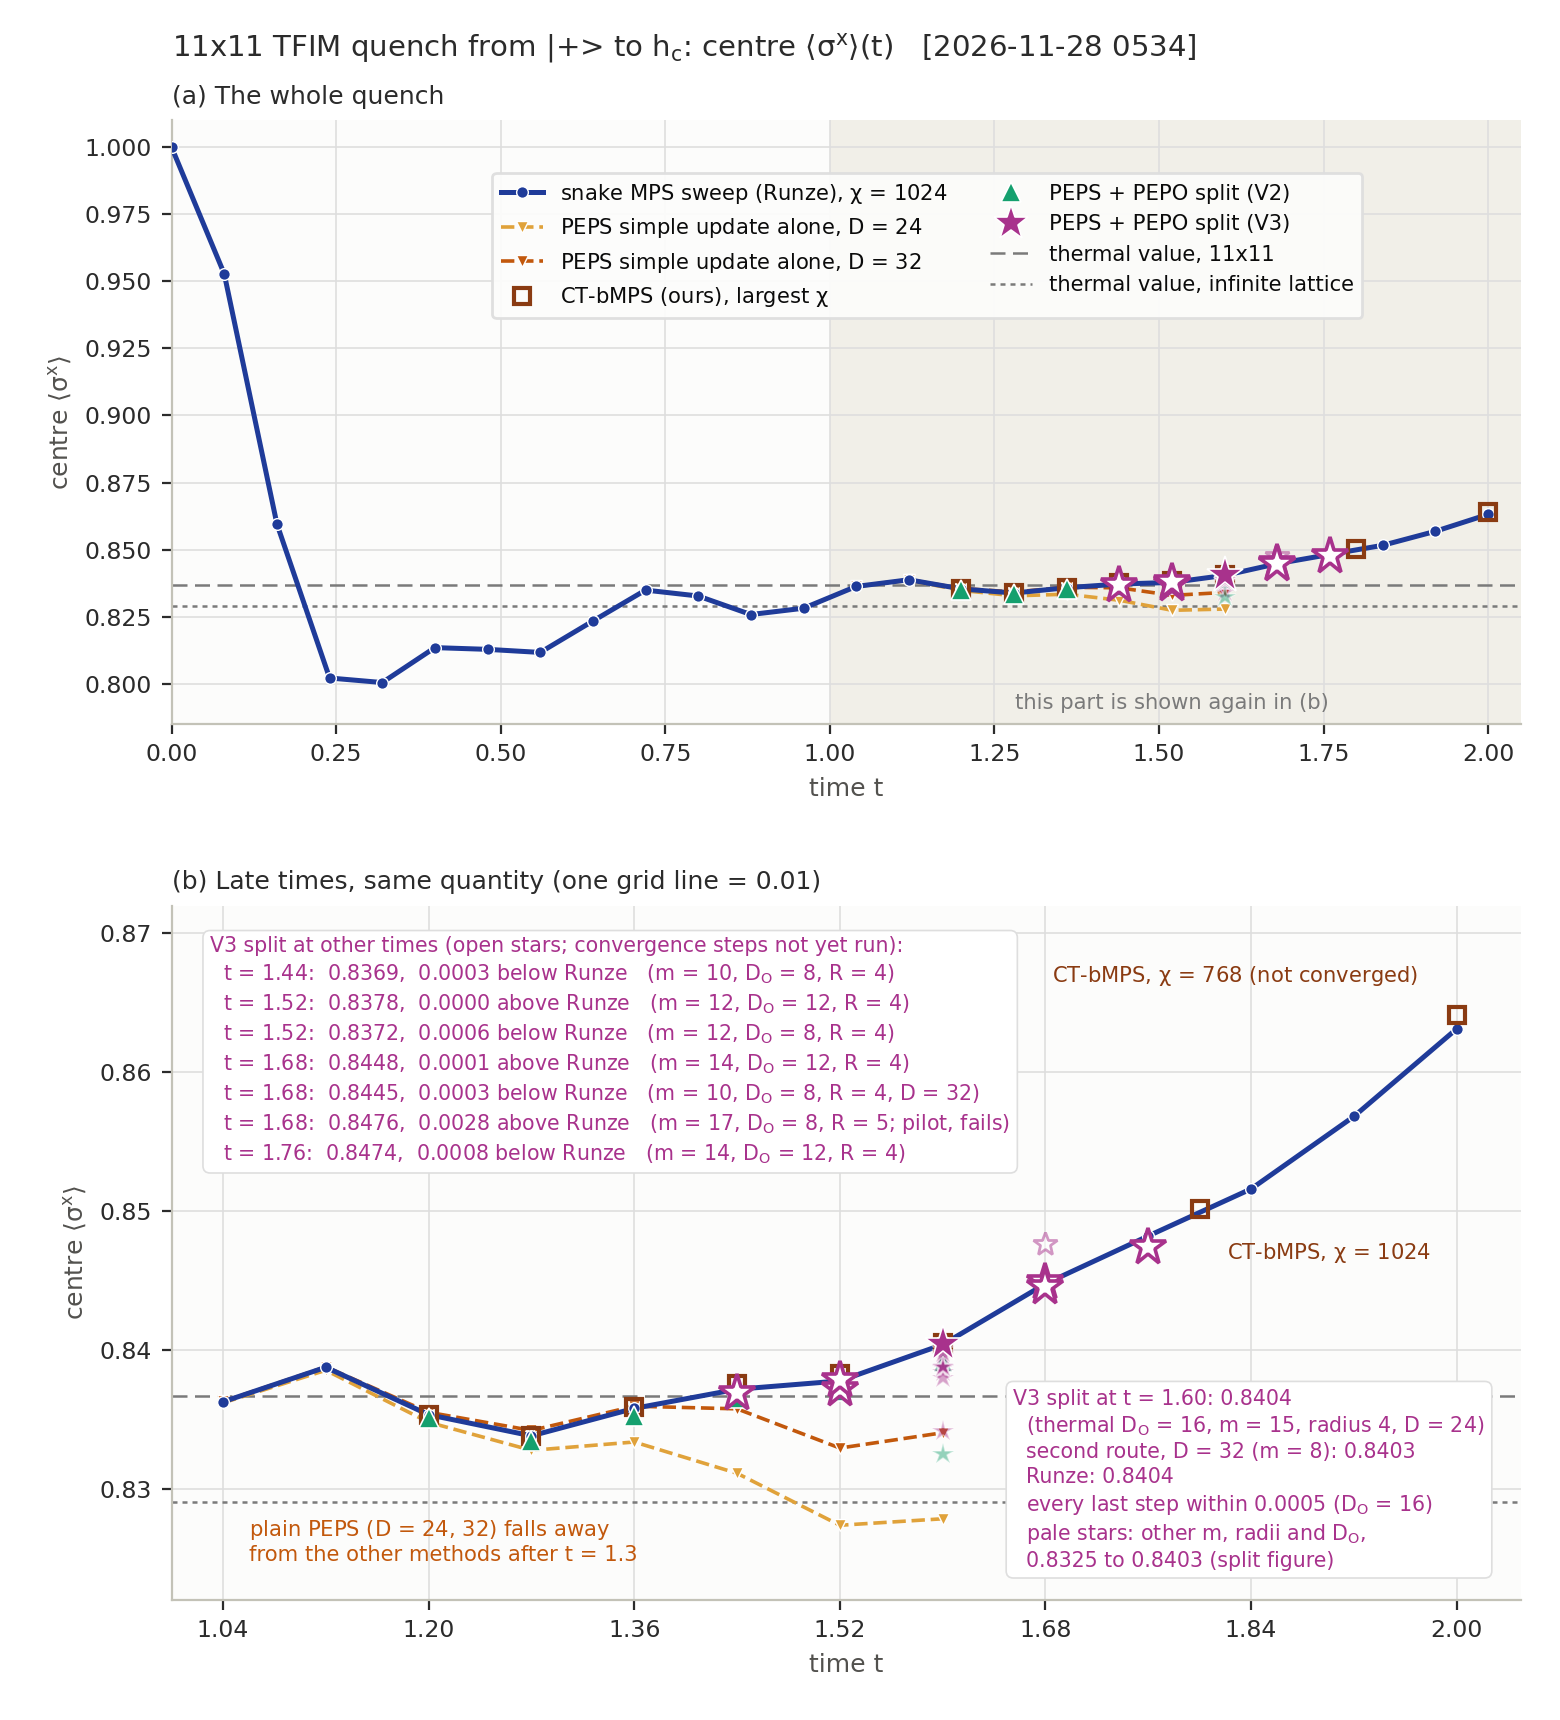 11x11 TFIM quench from |+> to h_c: centre ⟨σ^x⟩(t)   [2026-11-28 0534]
(a) The whole quench
1.000
0.975
0.950
0.925
0.900
0.875
0.850
0.825
0.800
centre ⟨σ^x⟩
snake MPS sweep (Runze), χ = 1024
PEPS simple update alone, D = 24
PEPS simple update alone, D = 32
CT-bMPS (ours), largest χ
PEPS + PEPO split (V2)
PEPS + PEPO split (V3)
thermal value, 11x11
thermal value, infinite lattice
this part is shown again in (b)
0.00 0.25 0.50 0.75 1.00 1.25 1.50 1.75 2.00
time t
(b) Late times, same quantity (one grid line = 0.01)
0.87
0.86
0.85
0.84
0.83
centre ⟨σ^x⟩
V3 split at other times (open stars; convergence steps not yet run):
t = 1.44:  0.8369,  0.0003 below Runze   (m = 10, D_O = 8, R = 4)
t = 1.52:  0.8378,  0.0000 above Runze   (m = 12, D_O = 12, R = 4)
t = 1.52:  0.8372,  0.0006 below Runze   (m = 12, D_O = 8, R = 4)
t = 1.68:  0.8448,  0.0001 above Runze   (m = 14, D_O = 12, R = 4)
t = 1.68:  0.8445,  0.0003 below Runze   (m = 10, D_O = 8, R = 4, D = 32)
t = 1.68:  0.8476,  0.0028 above Runze   (m = 17, D_O = 8, R = 5; pilot, fails)
t = 1.76:  0.8474,  0.0008 below Runze   (m = 14, D_O = 12, R = 4)
CT-bMPS, χ = 768 (not converged)
CT-bMPS, χ = 1024
V3 split at t = 1.60: 0.8404
(thermal D_O = 16, m = 15, radius 4, D = 24)
second route, D = 32 (m = 8): 0.8403
Runze: 0.8404
every last step within 0.0005 (D_O = 16)
pale stars: other m, radii and D_O,
0.8325 to 0.8403 (split figure)
plain PEPS (D = 24, 32) falls away
from the other methods after t = 1.3
1.04 1.20 1.36 1.52 1.68 1.84 2.00
time t